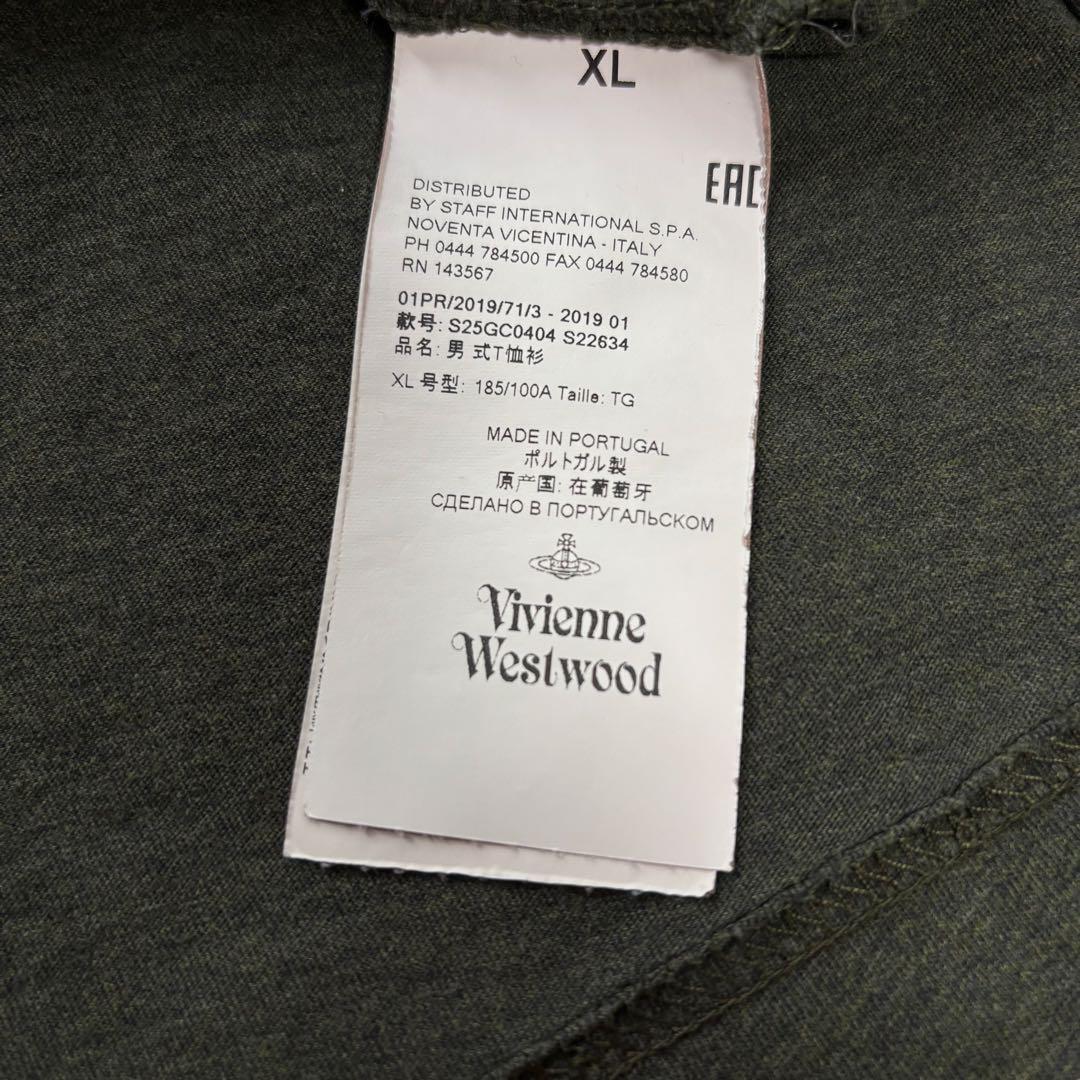 XL
EAC
DISTRIBUTED
BY STAFF INTERNATIONAL S.P.A.
NOVENTA VICENTINA - ITALY
PH 0444 784500 FAX 0444 784580
RN 143567
01PR/2019/71/3 - 2019 01
款号: S25GC0404 S22634
品名: 男 式T恤衫
XL 号型: 185/100A Taille: TG
MADE IN PORTUGAL
ポルトガル製
原产国: 在葡萄牙
СДЕЛАНО В ПОРТУГАЛЬСКОМ
Vivienne
Westwood